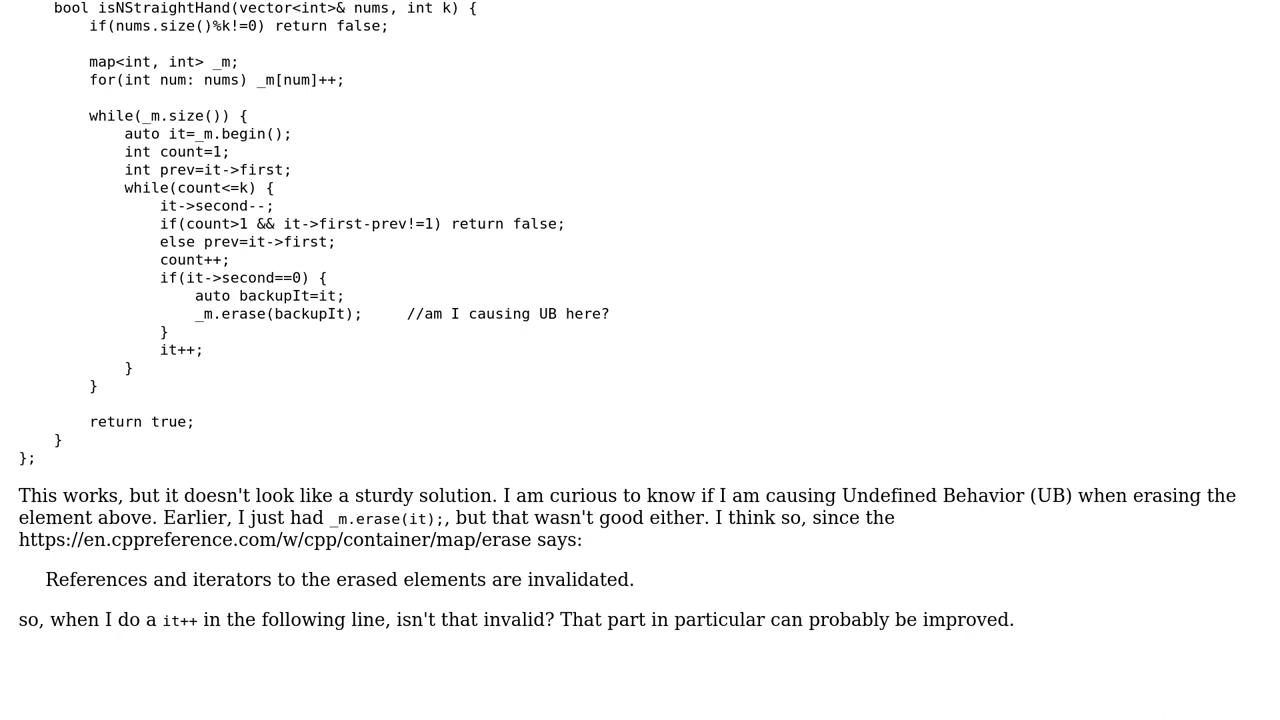 bool isNStraightHand(vector<int>& nums, int k) {
if(nums.size()%k!=0) return false;
map<int, int> _m;
for(int num: nums) _m[num]++;
while(_m.size()) {
auto it=_m.begin();
int count=1;
int prev=it->first;
while(count<=k) {
it->second--;
if(count>1 && it->first-prev!=1) return false;
else prev=it->first;
count++;
if(it->second==0) {
auto backupIt=it;
_m.erase(backupIt);     //am I causing UB here?
}
it++;
}
}
return true;
}
};
This works, but it doesn't look like a sturdy solution. I am curious to know if I am causing Undefined Behavior (UB) when erasing the
element above. Earlier, I just had _m.erase(it);, but that wasn't good either. I think so, since the
https://en.cppreference.com/w/cpp/container/map/erase says:
References and iterators to the erased elements are invalidated.
so, when I do a it++ in the following line, isn't that invalid? That part in particular can probably be improved.